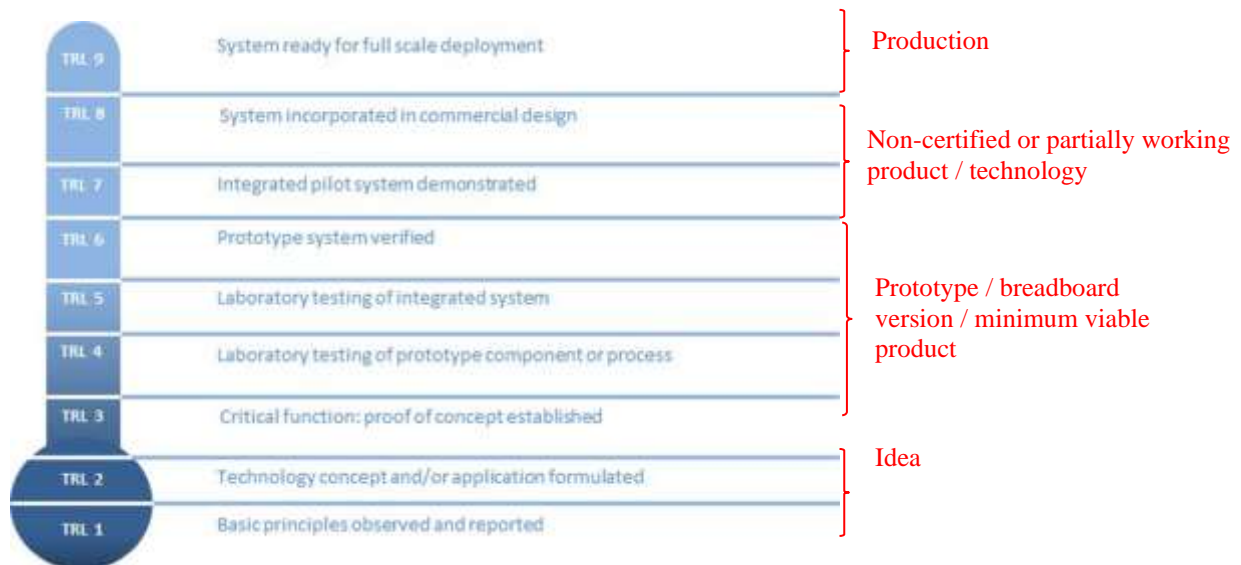 TRL 9
System ready for full scale deployment
Production
TRL 8
System incorporated in commercial design
Non-certified or partially working
product / technology
TRL 7
Integrated pilot system demonstrated
TRL 6
Prototype system verified
TRL 5
Laboratory testing of integrated system
Prototype / breadboard
version / minimum viable
product
TRL 4
Laboratory testing of prototype component or process
TRL 3
Critical function: proof of concept established
Idea
TRL 2
Technology concept and/or application formulated
TRL 1
Basic principles observed and reported